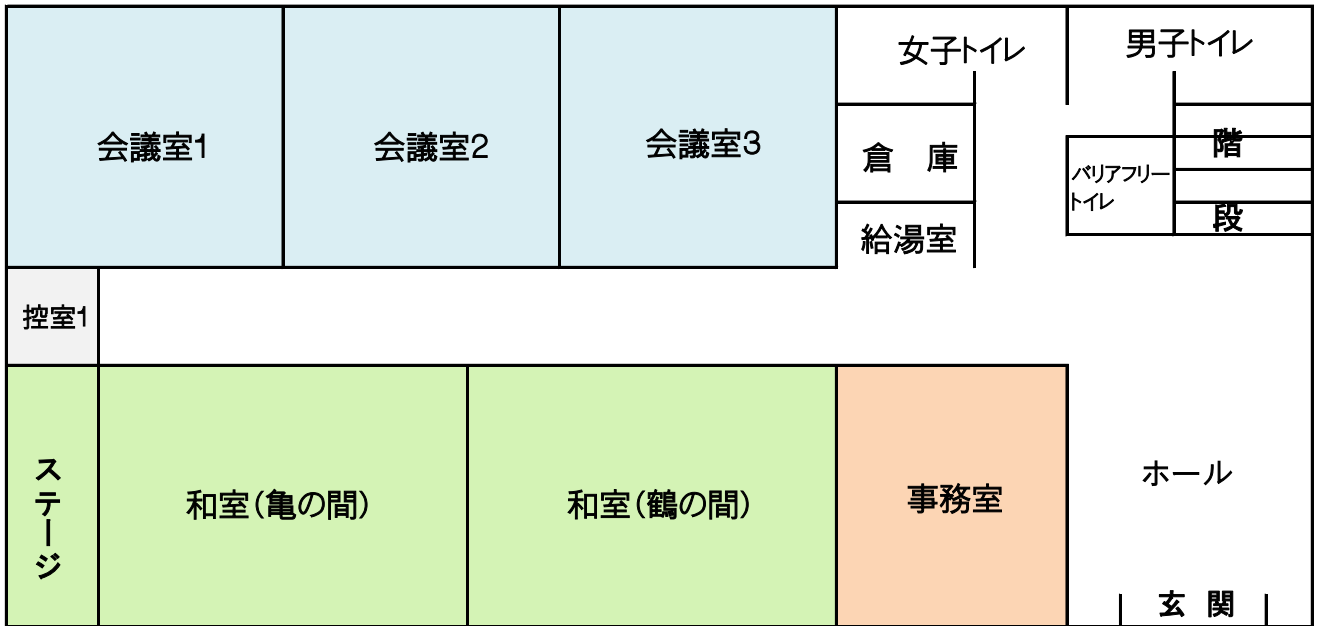 女子トイレ
男子トイレ
会議室1
会議室2
会議室3
倉　庫
階
バリアフリー
トイレ
段
給湯室
控室1
ステージ
和室(亀の間)
和室(鶴の間)
事務室
ホール
玄　関